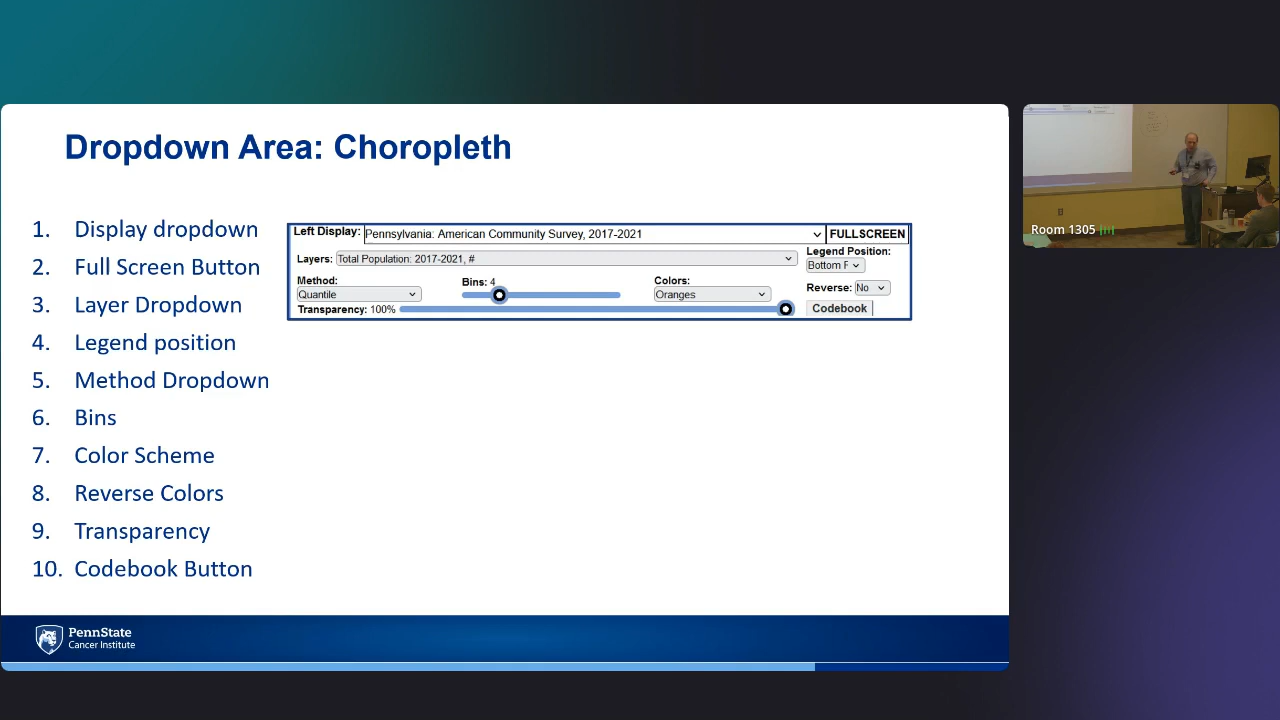 Dropdown Area: Choropleth
1. Display dropdown
2. Full Screen Button
3. Layer Dropdown
4. Legend position
5. Method Dropdown
6. Bins
7. Color Scheme
8. Reverse Colors
9. Transparency
10. Codebook Button
Left Display: Pennsylvania: American Community Survey, 2017-2021 FULLSCREEN
Layers: Total Population: 2017-2021, #
Legend Position:
Bottom F
Method:
Quantile
Bins: 4
Colors:
Oranges
Reverse: No
Transparency: 100%
Codebook
PennState
Cancer Institute
Room 1305